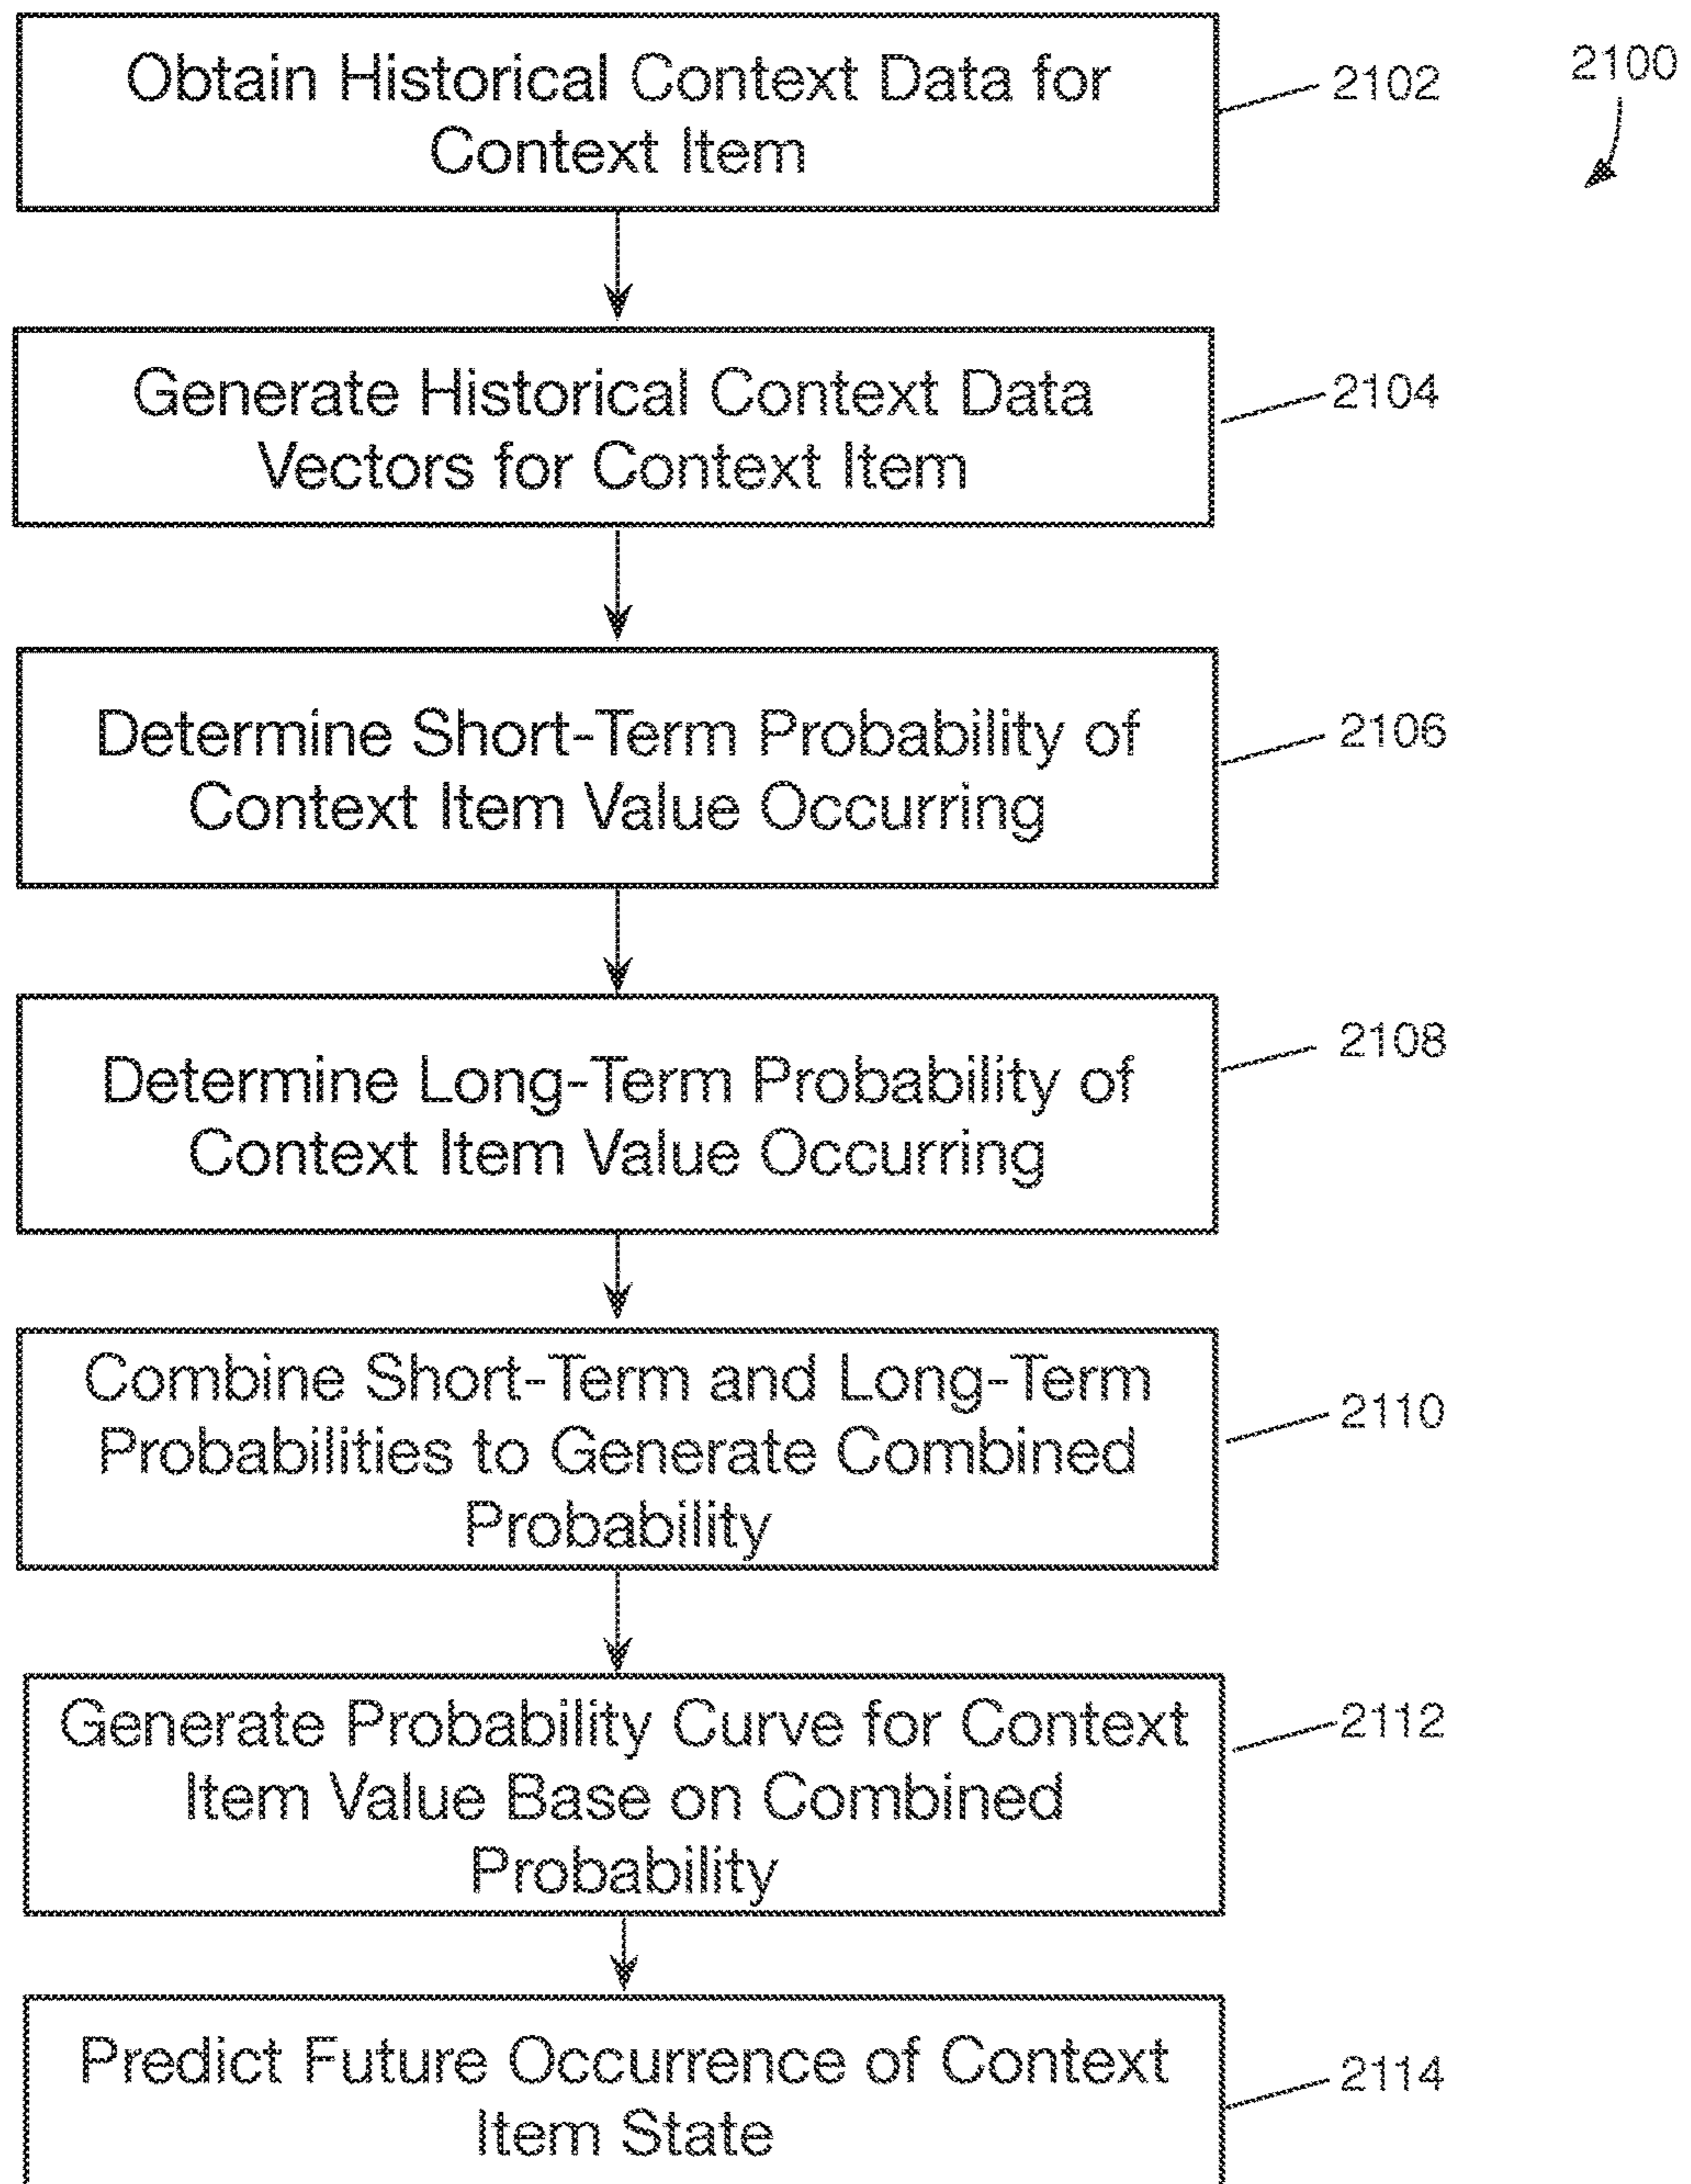 Obtain Historical Context Data for
Context Item
2102
2100
Generate Historical Context Data
Vectors for Context Item
2104
Determine Short-Term Probability of
Context Item Value Occurring
2106
Determine Long-Term Probability of
Context Item Value Occurring
2108
Combine Short-Term and Long-Term
Probabilities to Generate Combined
Probability
2110
Generate Probability Curve for Context
Item Value Base on Combined
Probability
2112
Predict Future Occurrence of Context
Item State
2114